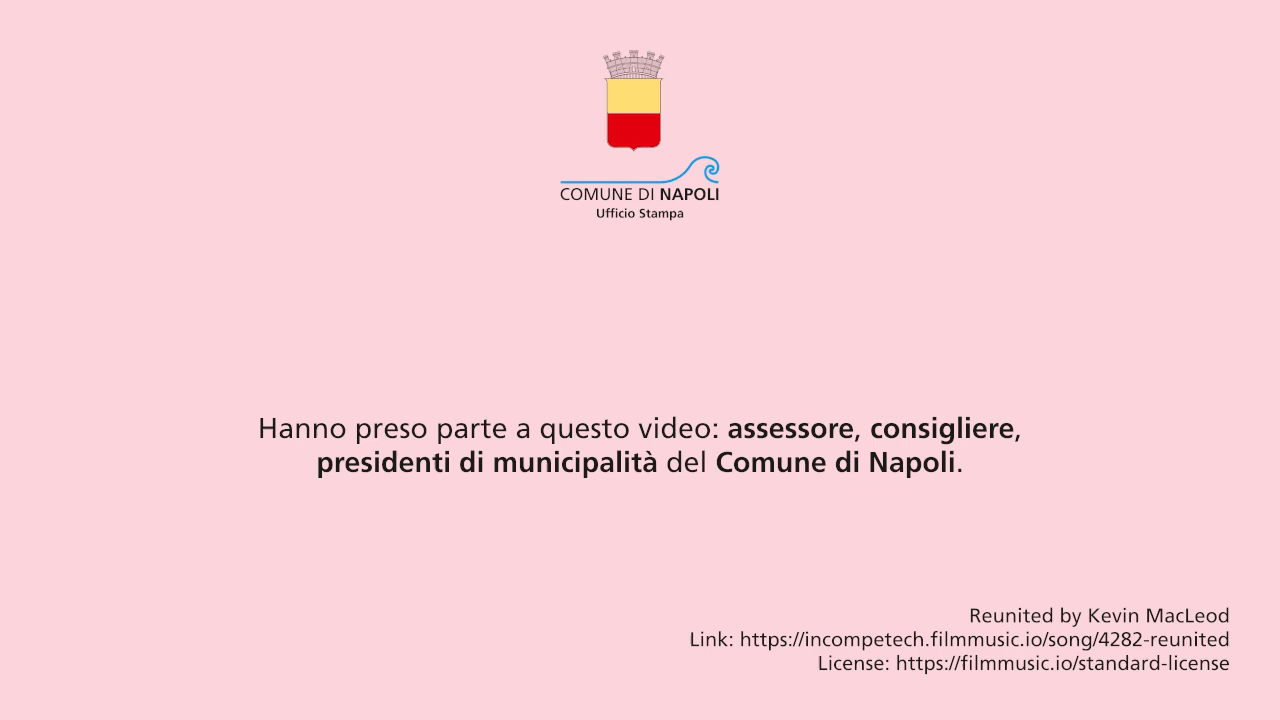 COMUNE DI NAPOLI
Ufficio Stampa
Hanno preso parte a questo video: assessore, consigliere,
presidenti di municipalità del Comune di Napoli.
Reunited by Kevin MacLeod
Link: https://incompetech.filmmusic.io/song/4282-reunited
License: https://filmmusic.io/standard-license